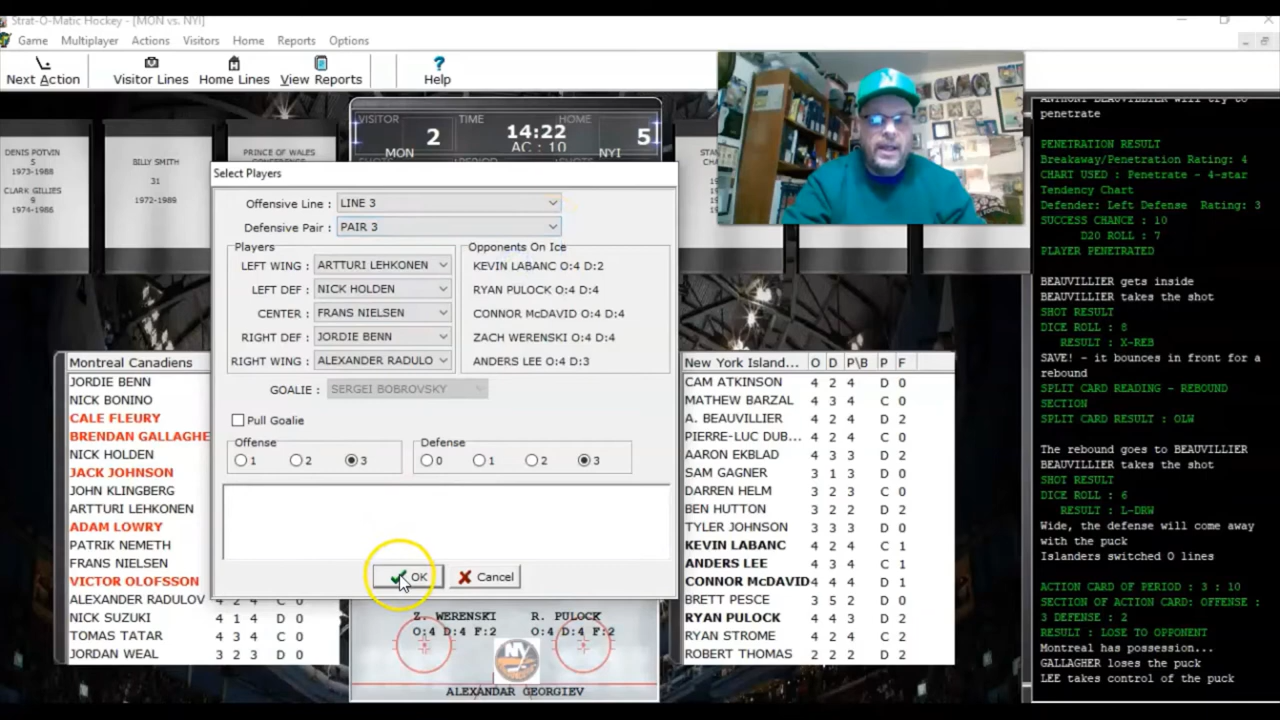 Strat-O-Matic Hockey - [MON vs. NYI]
Game Multiplayer Actions Visitors Home Reports Options
Next Action Visitor Lines Home Lines View Reports Help
DENIS POTVIN
5
1973-1988
CLARK GILLIES
9
1974-1986
BILLY SMITH
31
1972-1989
PRINCE OF WALES
VISITOR TIME HOME
2 14:22 5
MON AC : 10 NYI
Select Players
Offensive Line : LINE 3
Defensive Pair : PAIR 3
Players
LEFT WING : ARTTURI LEHKONEN
LEFT DEF : NICK HOLDEN
CENTER : FRANS NIELSEN
RIGHT DEF : JORDIE BENN
RIGHT WING : ALEXANDER RADULO
GOALIE : SERGEI BOBROVSKY
Opponents On Ice
KEVIN LABANC O:4 D:2
RYAN PULOCK O:4 D:4
CONNOR McDAVID O:4 D:4
ZACH WERENSKI O:4 D:4
ANDERS LEE O:4 D:3
Pull Goalie
Offense
1 2 3
Defense
0 1 2 3
OK Cancel
Montreal Canadiens
JORDIE BENN
NICK BONINO
CALE FLEURY
BRENDAN GALLAGHE
NICK HOLDEN
JACK JOHNSON
JOHN KLINGBERG
ARTTURI LEHKONEN
ADAM LOWRY
PATRIK NEMETH
FRANS NIELSEN
VICTOR OLOFSSON
ALEXANDER RADULOV 4 2 4 C 0
NICK SUZUKI 4 1 4 D 0
TOMAS TATAR 4 3 4 C 0
JORDAN WEAL 3 2 3 D 0
Z. WERENSKI R. PULOCK
O:4 D:4 F:2 O:4 D:4 F:2
NY
ALEXANDAR GEORGIEV
New York Island... O D P\B P F
CAM ATKINSON 4 2 4 D 0
MATHEW BARZAL 4 3 4 C 0
A. BEAUVILLIER 4 2 4 D 2
PIERRE-LUC DUB... 4 2 4 C 0
AARON EKBLAD 4 3 3 D 2
SAM GAGNER 3 1 3 D 0
DARREN HELM 3 2 3 C 0
BEN HUTTON 3 2 2 D 2
TYLER JOHNSON 3 3 3 D 0
KEVIN LABANC 4 2 4 C 1
ANDERS LEE 4 3 4 C 1
CONNOR McDAVID 4 4 4 D 1
BRETT PESCE 3 5 2 D 2
RYAN PULOCK 4 4 3 D 2
RYAN STROME 4 2 4 C 2
ROBERT THOMAS 2 2 2 C 2
ANTHONY BEAUVILLIER will try to
penetrate
PENETRATION RESULT
Breakaway/Penetration Rating: 4
CHART USED : Penetrate - 4-star
Tendency Chart
Defender: Left Defense Rating: 3
SUCCESS CHANCE : 10
D20 ROLL : 7
PLAYER PENETRATED
BEAUVILLIER gets inside
BEAUVILLIER takes the shot
SHOT RESULT
DICE ROLL : 8
RESULT : X-REB
SAVE! - it bounces in front for a
rebound
SPLIT CARD READING - REBOUND
SECTION
SPLIT CARD RESULT : OLW
The rebound goes to BEAUVILLIER
BEAUVILLIER takes the shot
SHOT RESULT
DICE ROLL : 6
RESULT : L-DRW
Wide, the defense will come away
with the puck
Islanders switched O lines
ACTION CARD OF PERIOD : 3 : 10
SECTION OF ACTION CARD: OFFENSE :
3 DEFENSE : 2
RESULT : LOSE TO OPPONENT
Montreal has possession...
GALLAGHER loses the puck
LEE takes control of the puck